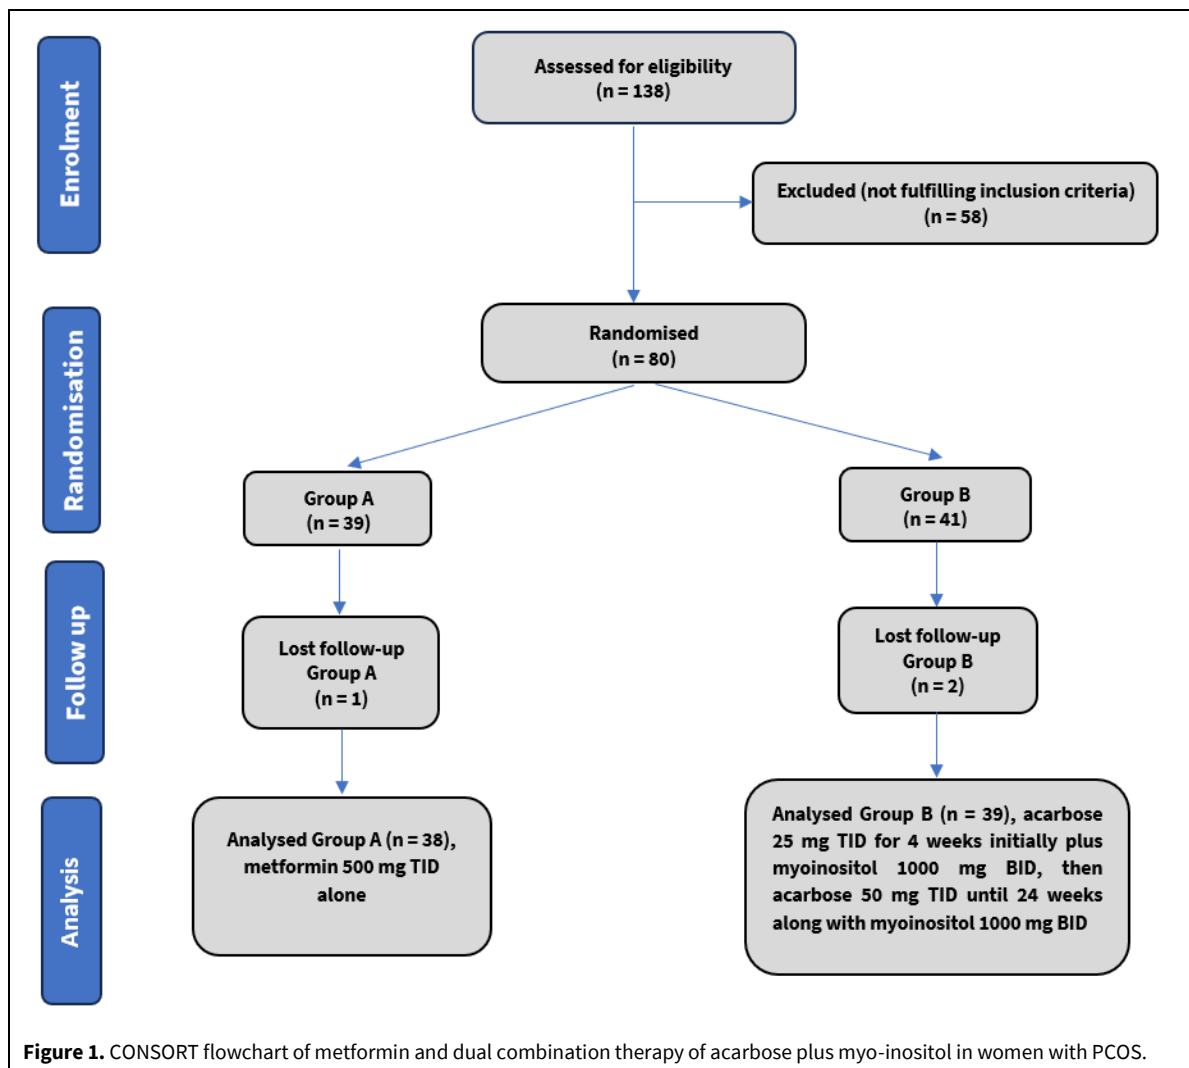 Enrolment
Assessed for eligibility
(n = 138)
Excluded (not fulfilling inclusion criteria)
(n = 58)
Randomisation
Randomised
(n = 80)
Group A
(n = 39)
Group B
(n = 41)
Follow up
Lost follow-up
Group A
(n = 1)
Lost follow-up
Group B
(n = 2)
Analysis
Analysed Group A (n = 38),
metformin 500 mg TID
alone
Analysed Group B (n = 39), acarbose
25 mg TID for 4 weeks initially plus
myoinositol 1000 mg BID, then
acarbose 50 mg TID until 24 weeks
along with myoinositol 1000 mg BID
Figure 1. CONSORT flowchart of metformin and dual combination therapy of acarbose plus myo-inositol in women with PCOS.